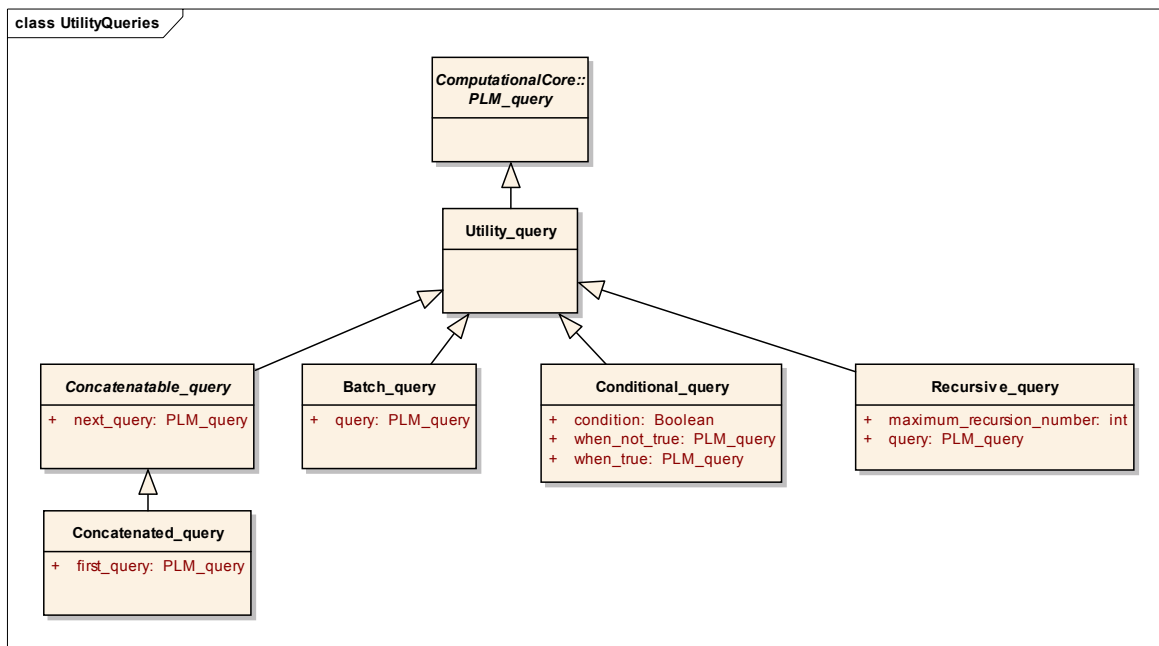 class UtilityQueries
ComputationalCore::
PLM_query
Utility_query
Concatenatable_query
+ next_query: PLM_query
Batch_query
+ query: PLM_query
Conditional_query
+ condition: Boolean
+ when_not_true: PLM_query
+ when_true: PLM_query
Recursive_query
+ maximum_recursion_number: int
+ query: PLM_query
Concatenated_query
+ first_query: PLM_query